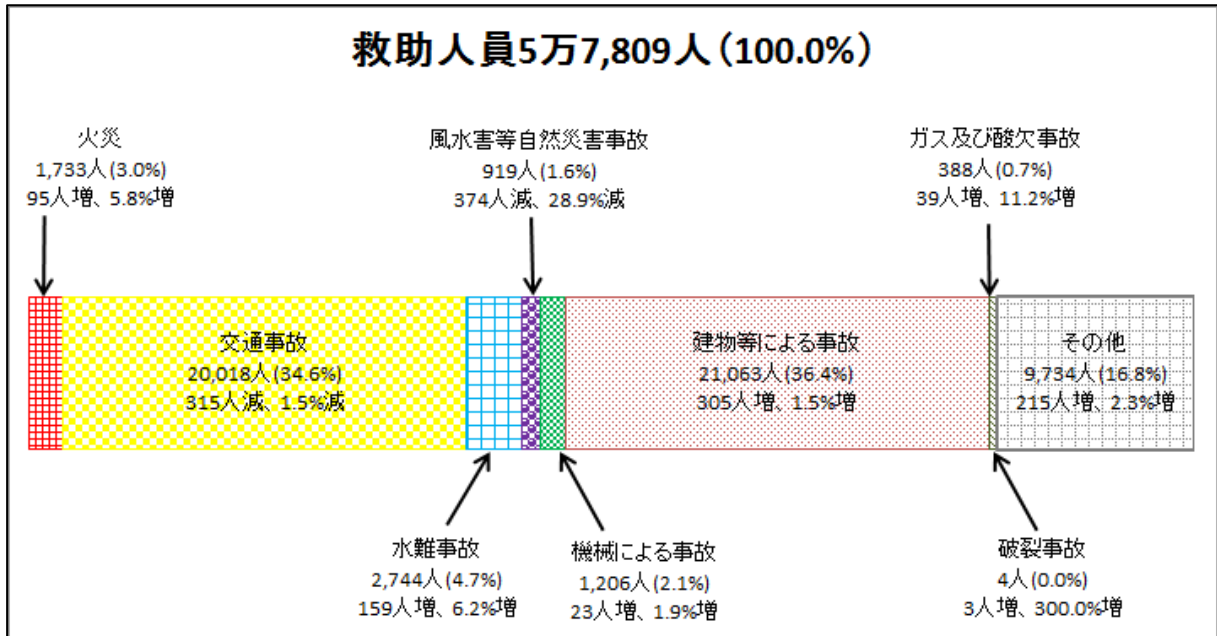 救助人員5万7,809人(100.0%)
火災
1,733人(3.0%)
95人増、5.8%増
風水害等自然災害事故
919人(1.6%)
374人減、28.9%減
ガス及び酸欠事故
388人(0.7%)
39人増、11.2%増
交通事故
20,018人(34.6%)
315人減、1.5%減
建物等による事故
21,063人(36.4%)
305人増、1.5%増
その他
9,734人(16.8%)
215人増、2.3%増
水難事故
2,744人(4.7%)
159人増、6.2%増
機械による事故
1,206人(2.1%)
23人増、1.9%増
破裂事故
4人(0.0%)
3人増、300.0%増